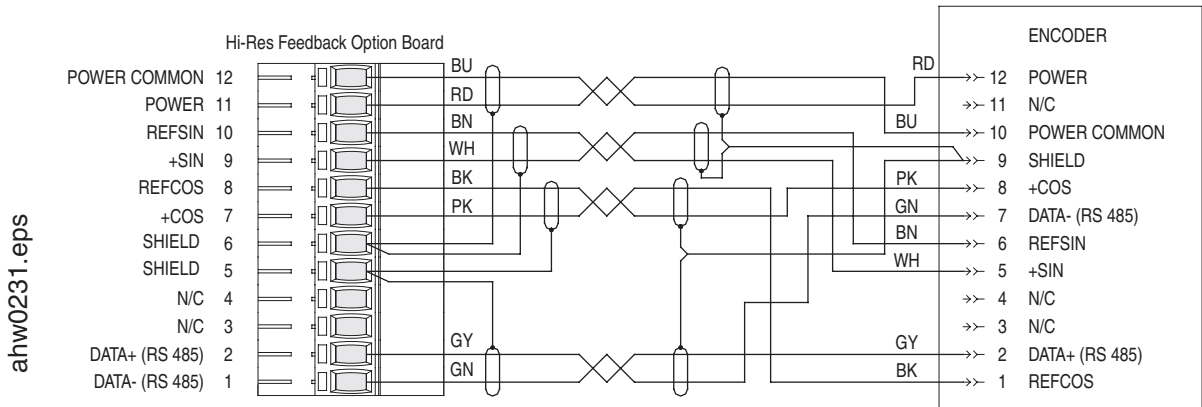 ahw0231.eps
Hi-Res Feedback Option Board
POWER COMMON 12
POWER 11
REFSIN 10
+SIN 9
REFCOS 8
+COS 7
SHIELD 6
SHIELD 5
N/C 4
N/C 3
DATA+ (RS 485) 2
DATA- (RS 485) 1
BU
RD
BN
WH
BK
PK
GY
GN
RD
BU
PK
GN
BN
WH
GY
BK
ENCODER
12 POWER
11 N/C
10 POWER COMMON
9 SHIELD
8 +COS
7 DATA- (RS 485)
6 REFSIN
5 +SIN
4 N/C
3 N/C
2 DATA+ (RS 485)
1 REFCOS